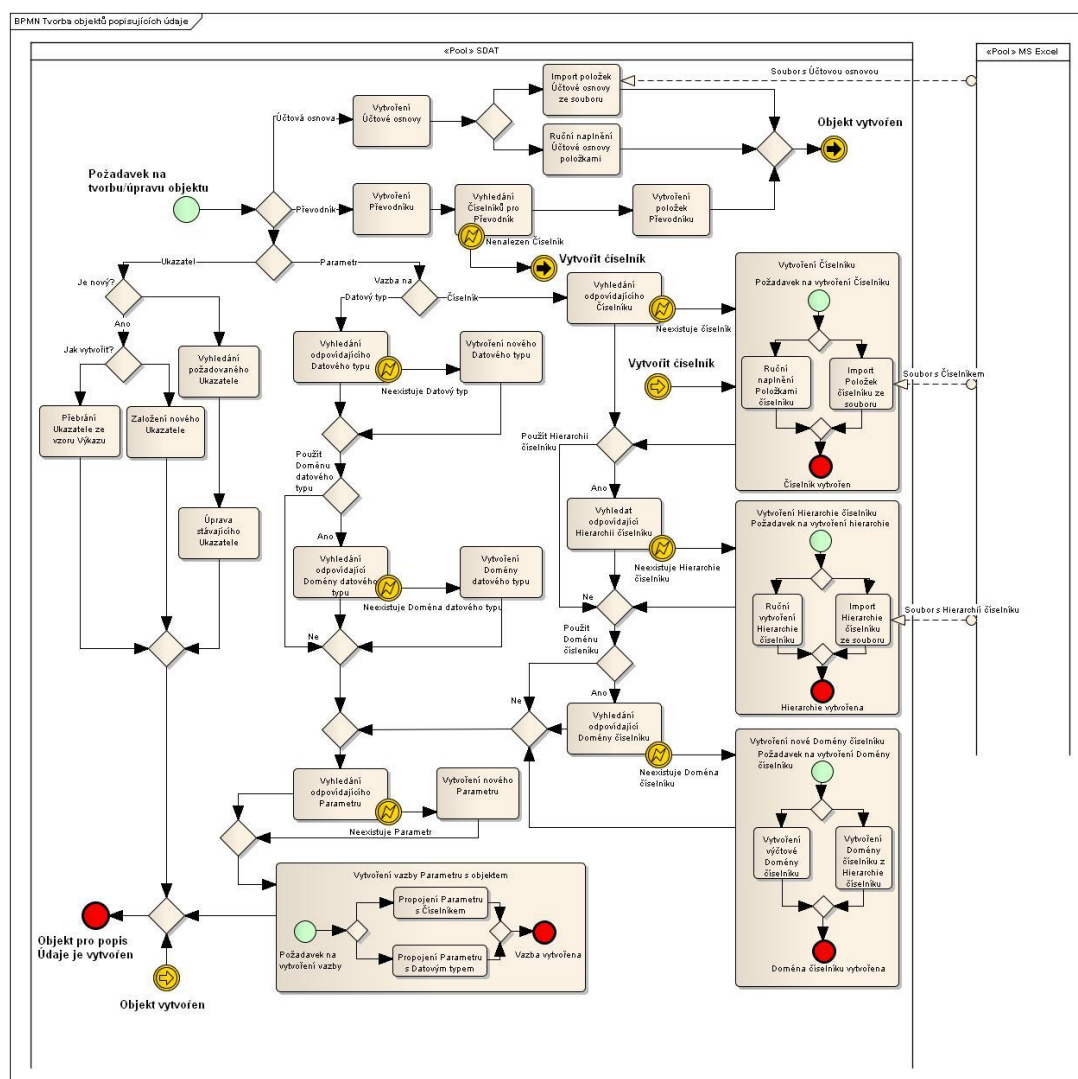 BPMN Tvorba objektů popisujících údaje
«Pool» SDAT
«Pool» MS Excel
Soubor s Účtovou osnovou
Import položek
Účtové osnovy
ze souboru
Účtová osnova
Vytvoření
Účtové osnovy
Objekt vytvořen
Ruční naplnění
Účtové osnovy
položkami
Požadavek na
tvorbu/úpravu objektu
Převodník
Vytvoření
Převodníku
Vyhledání
Číselníků pro
Převodník
Vytvoření
položek
Převodníku
Nenalezen Číselník
Vytvořit číselník
Ukazatel
Parametr
Je nový?
Vazba na
Datový typ
Číselník
Vyhledání
odpovídajícího
Číselníku
Neexistuje číselník
Vytvoření Číselníku
Požadavek na vytvoření Číselníku
Ruční
naplnění
Položkami
číselníku
Import
Položek
číselníku ze
souboru
Číselník vytvořen
Soubor s Číselníkem
Ano
Jak vytvořit?
Vyhledání
požadovaného
Ukazatele
Vyhledání
odpovídajícího
Datového typu
Vytvoření nového
Datového typu
Neexistuje Datový typ
Vytvořit číselník
Přebrání
Ukazatele ze
vzoru Výkazu
Založení nového
Ukazatele
Použít
Doménu
datového
typu
Použít Hierarchii
číselníku
Ano
Úprava
stávajícího
Ukazatele
Vyhledat
odpovídající
Hierarchii číselníku
Neexistuje Hierarchie
číselníku
Vytvoření Hierarchie číselníku
Požadavek na vytvoření hierarchie
Ruční
vytvoření
Hierarchie
číselníku
Import
Hierarchie
číselníku
ze souboru
Hierarchie vytvořena
Soubor s Hierarchií číselníku
Ano
Vyhledání
odpovídající
Domény datového
typu
Vytvoření
Domény
datového typu
Neexistuje Doména datového typu
Ne
Ne
Použít
Doménu
čísleníku
Ano
Ne
Vyhledání
odpovídající
Domény číselníku
Neexistuje Doména
číselníku
Vytvoření nové Domény číselníku
Požadavek na vytvoření Domény
číselníku
Vytvoření
výčtové
Domény
číselníku
Vytvoření
Domény
číselníku z
Hierarchie
číselníku
Doména číselníku vytvořena
Vyhledání
odpovídajícího
Parametru
Vytvoření nového
Parametru
Neexistuje Parametr
Vytvoření vazby Parametru s objektem
Propojení Parametru
s Číselníkem
Požadavek na
vytvoření vazby
Propojení Parametru
s Datovým typem
Vazba vytvořena
Objekt pro popis
Údaje je vytvořen
Objekt vytvořen